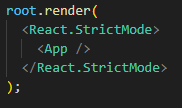 root.render(
  <React.StrictMode>
    <App />
  </React.StrictMode>
);